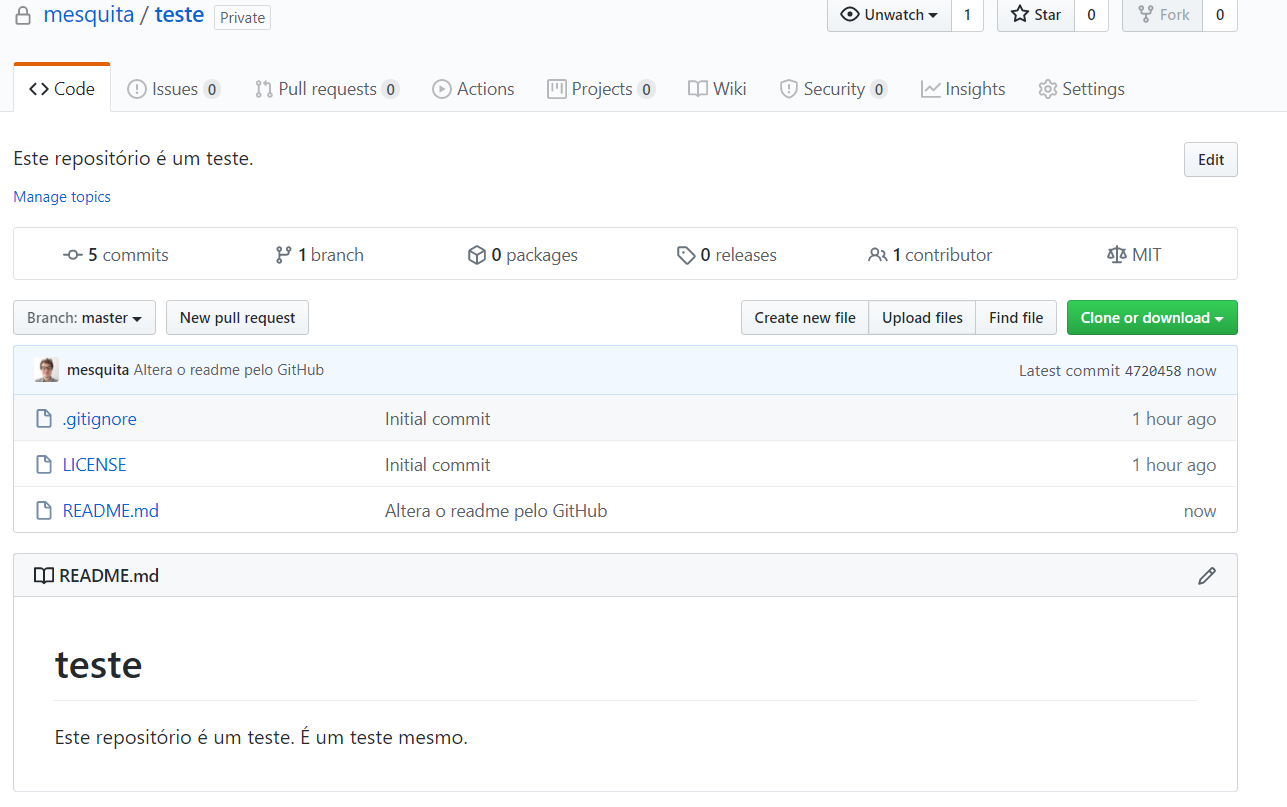 mesquita / teste Private Unwatch 1 Star 0 Fork 0
Code Issues 0 Pull requests 0 Actions Projects 0 Wiki Security 0 Insights Settings
Este repositório é um teste. Edit
Manage topics
5 commits 1 branch 0 packages 0 releases 1 contributor MIT
Branch: master New pull request Create new file Upload files Find file Clone or download
mesquita Altera o readme pelo GitHub Latest commit 4720458 now
.gitignore Initial commit 1 hour ago
LICENSE Initial commit 1 hour ago
README.md Altera o readme pelo GitHub now
README.md
teste
Este repositório é um teste. É um teste mesmo.